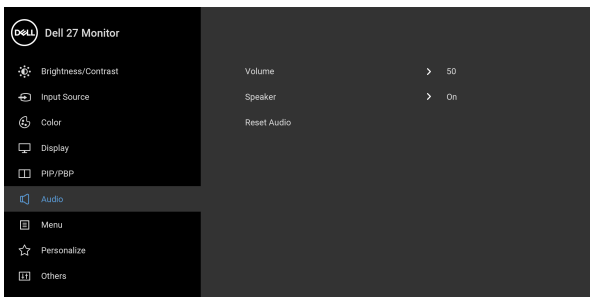 DELL Dell 27 Monitor
Brightness/Contrast
Input Source
Color
Display
PIP/PBP
Audio
Menu
Personalize
Others
Volume 50
Speaker On
Reset Audio